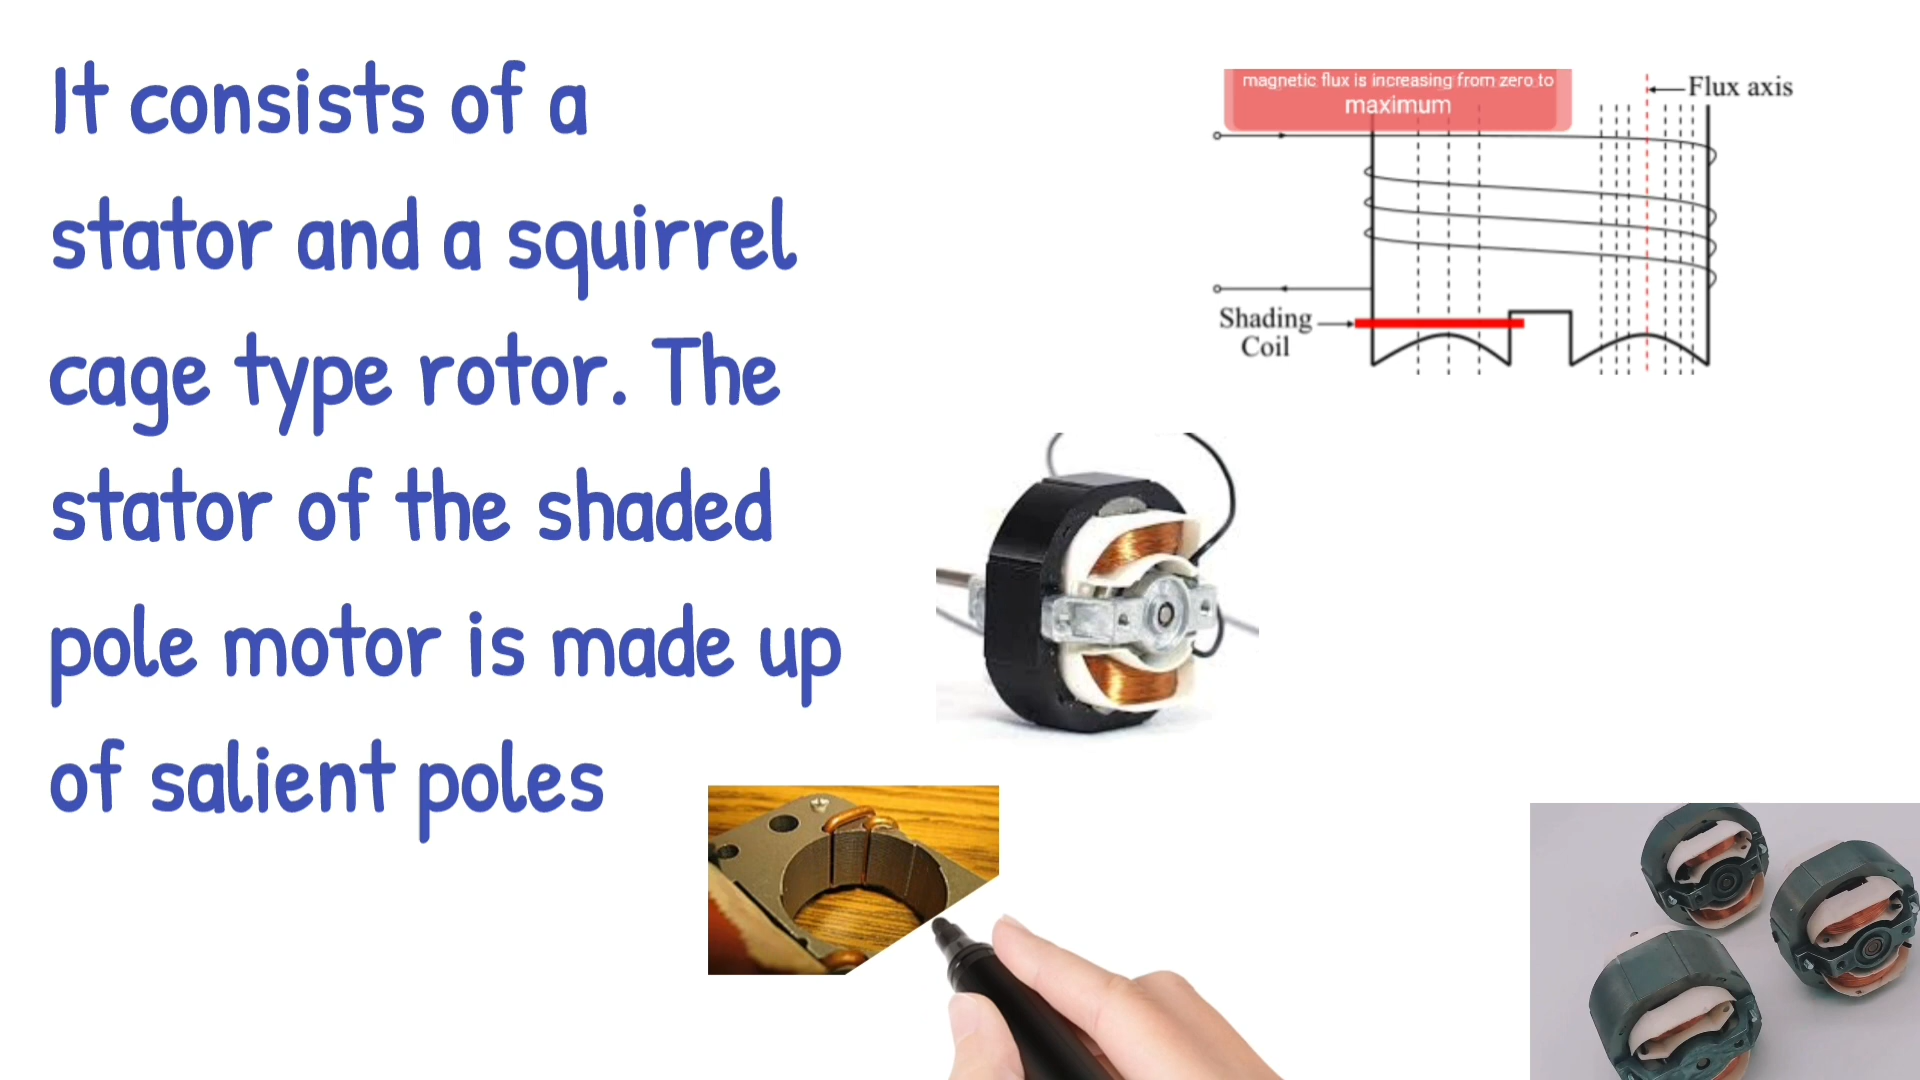 It consists of a
stator and a squirrel
cage type rotor. The
stator of the shaded
pole motor is made up
of salient poles
magnetic flux is increasing from zero to
maximum
Flux axis
Shading
Coil